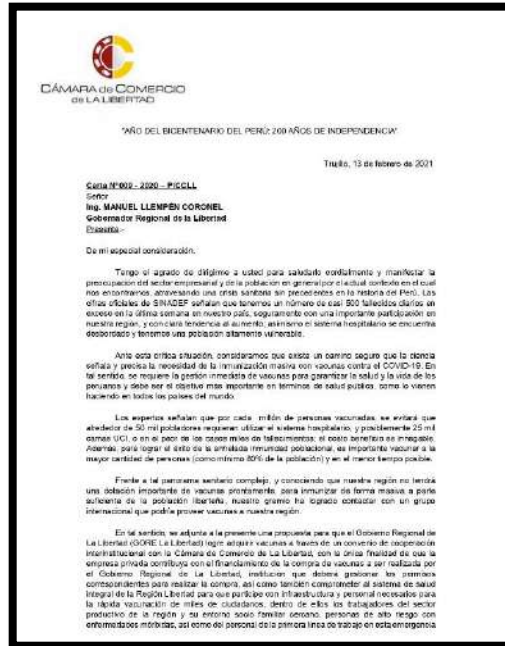 CÁMARA de COMERCIO
de LA LIBERTAD
"AÑO DEL BICENTENARIO DEL PERÚ: 200 AÑOS DE INDEPENDENCIA"
Trujillo, 13 de febrero de 2021
Carta N°009 - 2020 – PICCLL
Señor
Ing. MANUEL LLEMPÉN CORONEL
Gobernador Regional de la Libertad
Presente.-
De mi especial consideración.
Tengo el agrado de dirigirme a usted para saludarlo cordialmente y manifestar la
preocupación del sector empresarial y de la población en general por el actual contexto en el cual
nos encontramos, atravesando una crisis sanitaria sin precedentes en la historia del Perú. Las
cifras oficiales de SINADEF señalan que tenemos un número de casi 500 fallecidos diarios en
exceso en la última semana en nuestro país, seguramente con una importante participación en
nuestra región, y con clara tendencia al aumento, asimismo el sistema hospitalario se encuentra
desbordado y tenemos una población altamente vulnerable.
Ante esta crítica situación, consideramos que exista un camino seguro que la ciencia
señala y precisa la necesidad de la inmunización masiva con vacunas contra el COVID-19. En
tal sentido, se requiere la gestión inmediata de vacunas para garantizar la salud y la vida de los
peruanos y debe ser el objetivo más importante en términos de salud pública, como lo vienen
haciendo en todos los países del mundo.
Los expertos señalan que por cada millón de personas vacunadas, se evitará que
alrededor de 50 mil pobladores requieran utilizar el sistema hospitalario, y posiblemente 25 mil
camas UCI, o en el peor de los casos miles de fallecimientos; el costo beneficio es innegable.
Además, para lograr el éxito de la anhelada inmunidad poblacional, es importante vacunar a la
mayor cantidad de personas (como mínimo 80% de la población) y en el menor tiempo posible.
Frente a tal panorama sanitario complejo, y conociendo que nuestra región no tendrá
una dotación importante de vacunas prontamente, para inmunizar de forma masiva a parte
suficiente de la población liberteña, nuestro gremio ha logrado contactar con un grupo
internacional que podría proveer vacunas a nuestra región.
En tal sentido, se adjunta a la presente una propuesta para que el Gobierno Regional de
La Libertad (GORE La Libertad) logre adquirir vacunas a través de un convenio de cooperación
interinstitucional con la Cámara de Comercio de La Libertad, con la única finalidad de que la
empresa privada contribuya con el financiamiento de la compra de vacunas a ser realizada por
el Gobierno Regional de La Libertad, institución que deberá gestionar los permisos
correspondientes para realizar la compra, así como también comprometer al sistema de salud
integral de la Región Libertad para que participe con infraestructura y personal necesarios para
la rápida vacunación de miles de ciudadanos, dentro de ellos los trabajadores del sector
productivo de la región y su entorno socio familiar cercano, personas de alto riesgo con
enfermedades mórbidas, así como del personal de la primera línea de trabajo en esta emergencia